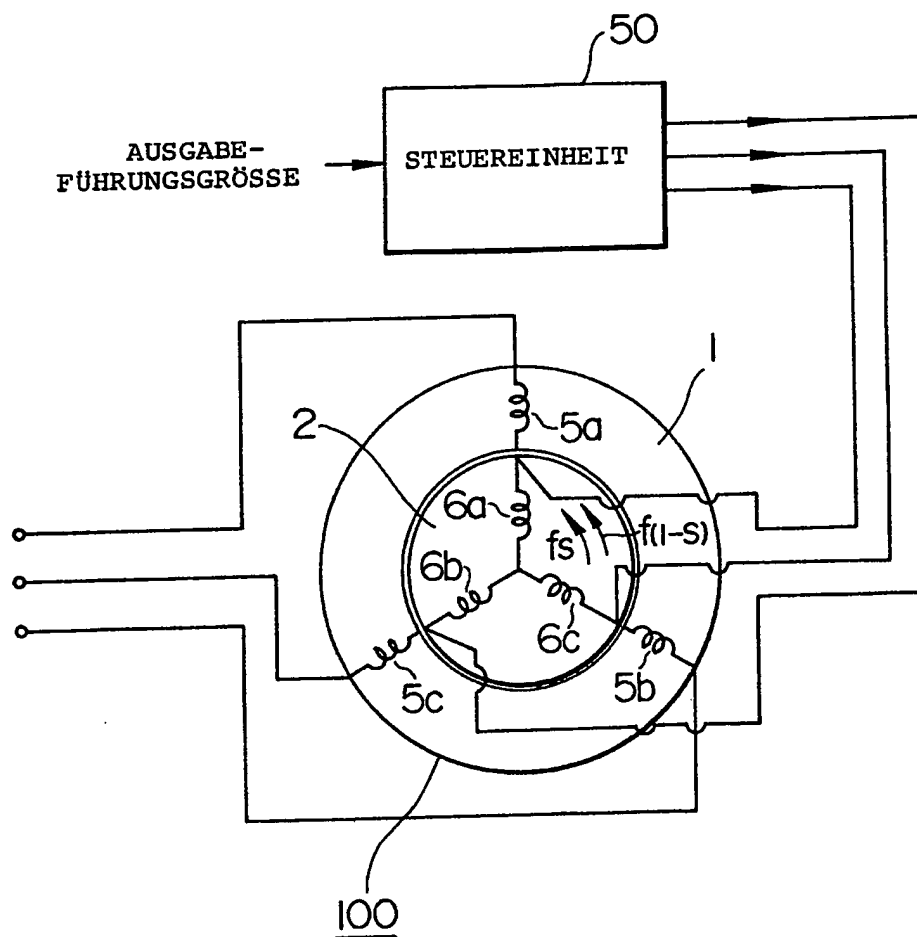 50
AUSGABE-
FÜHRUNGSGRÖSSE
STEUEREINHEIT
1
2
5a
6a
fs
f(1-S)
6b
6c
5c
5b
100